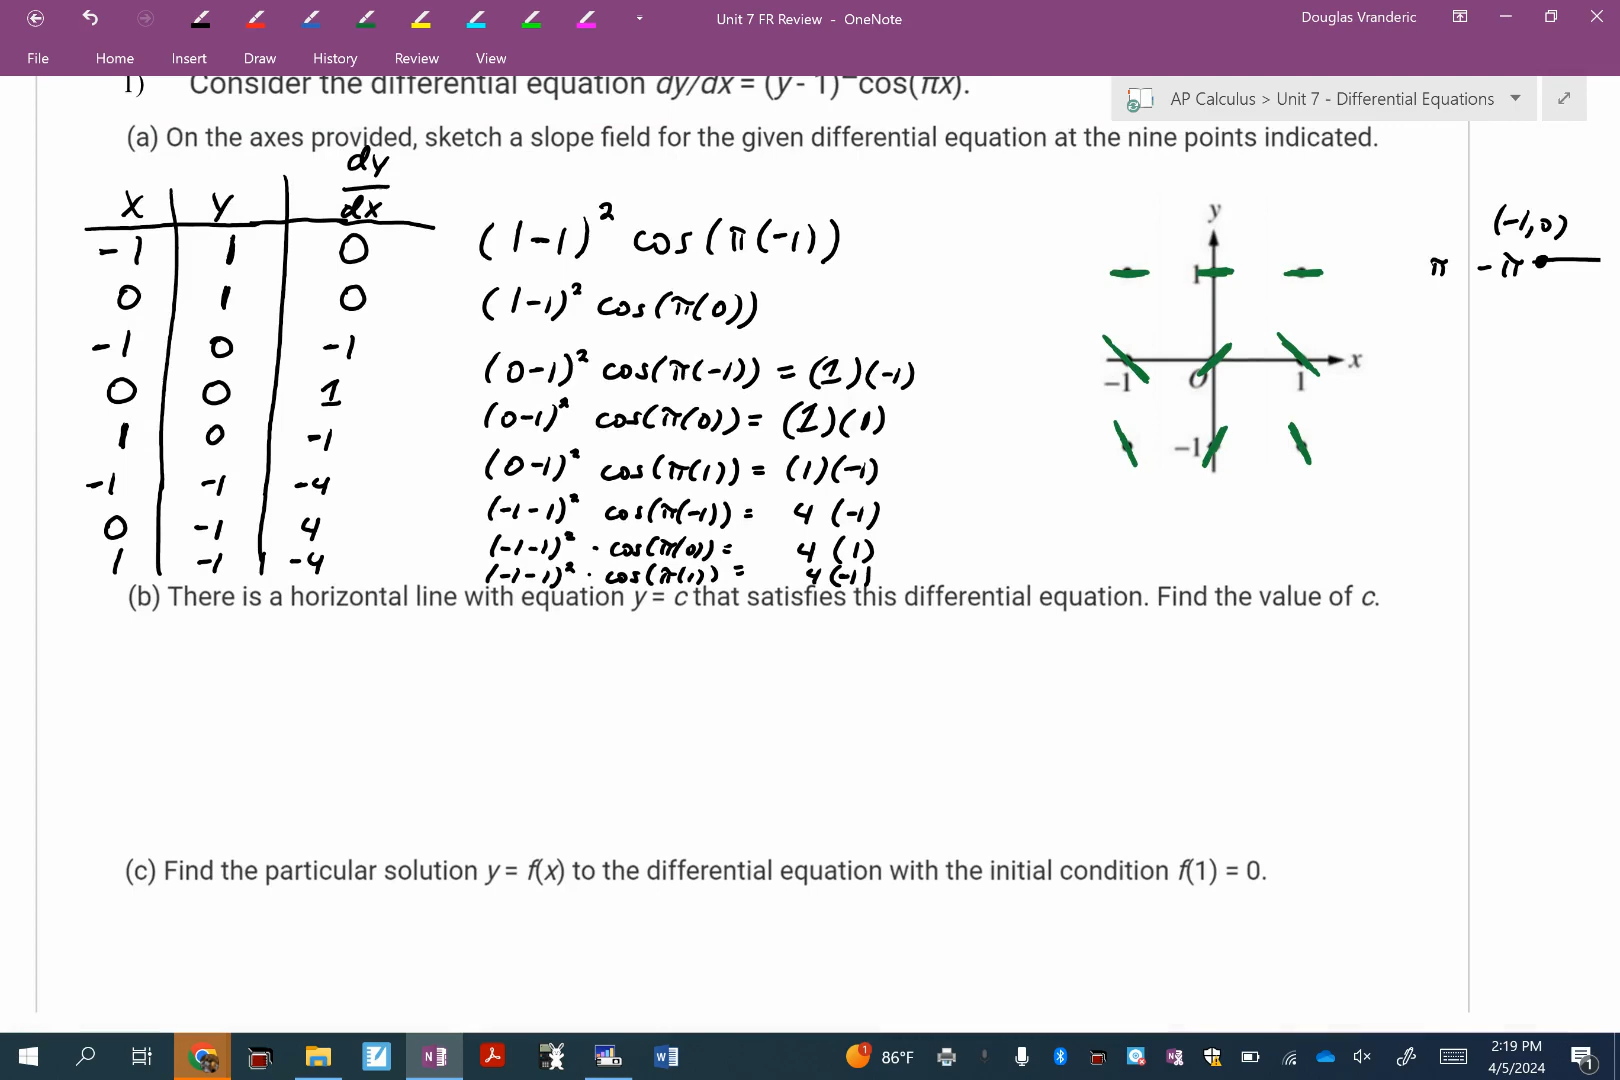 Unit 7 FR Review - OneNote
Douglas Vranderic
File Home Insert Draw History Review View
1) Consider the differential equation dy/dx = (y - 1)² cos(πx).
AP Calculus > Unit 7 - Differential Equations
(a) On the axes provided, sketch a slope field for the given differential equation at the nine points indicated.
x y dy/dx
-1 1 0 (1-1)² cos(π(-1))
0 1 0 (1-1)² cos(π(0))
-1 0 -1 (0-1)² cos(π(-1)) = (1)(-1)
0 0 1 (0-1)² cos(π(0)) = (1)(1)
1 0 -1 (0-1)² cos(π(1)) = (1)(-1)
-1 -1 -4 (-1-1)² cos(π(-1)) = 4(-1)
0 -1 4 (-1-1)² · cos(π(0)) = 4(1)
1 -1 -4 (-1-1)² · cos(π(1)) = 4(-1)
y
1
-1 O 1 x
-1
(-1,0)
π -π
(b) There is a horizontal line with equation y = c that satisfies this differential equation. Find the value of c.
(c) Find the particular solution y = f(x) to the differential equation with the initial condition f(1) = 0.
86°F
2:19 PM
4/5/2024